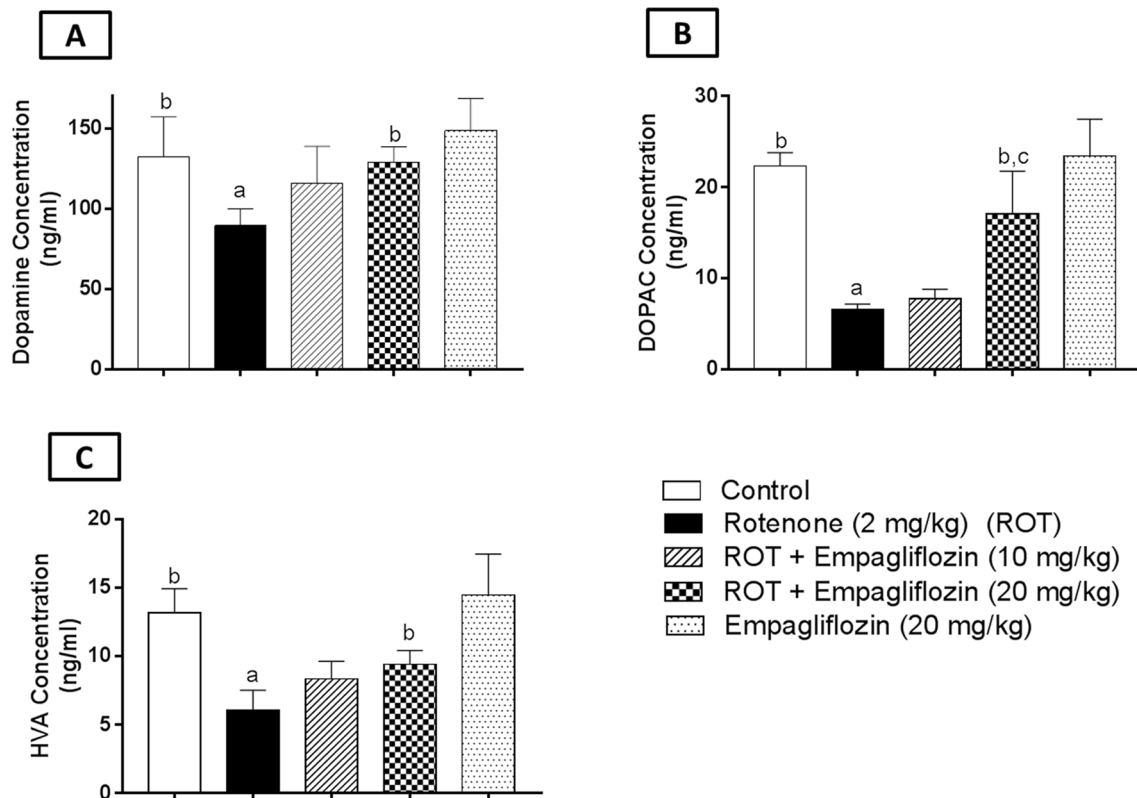 A
Dopamine Concentration
(ng/ml)
150
100
50
0
b
a
b
B
DOPAC Concentration
(ng/ml)
30
20
10
0
b
a
b,c
C
HVA Concentration
(ng/ml)
20
15
10
5
0
b
a
b
Control
Rotenone (2 mg/kg) (ROT)
ROT + Empagliflozin (10 mg/kg)
ROT + Empagliflozin (20 mg/kg)
Empagliflozin (20 mg/kg)